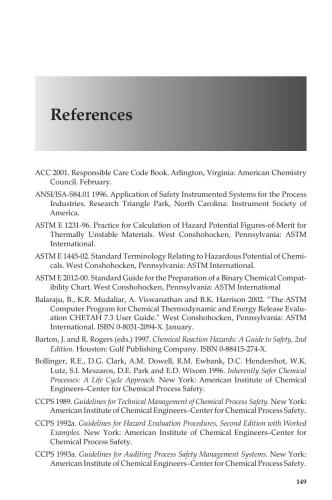 References
ACC 2001. Responsible Care Code Book. Arlington, Virginia: American Chemistry
Council. February.
ANSI/ISA-S84.01 1996. Application of Safety Instrumented Systems for the Process
Industries. Research Triangle Park, North Carolina: Instrument Society of
America.
ASTM E 1231-96. Practice for Calculation of Hazard Potential Figures-of-Merit for
Thermally Unstable Materials. West Conshohocken, Pennsylvania: ASTM
International.
ASTM E 1445-02. Standard Terminology Relating to Hazardous Potential of Chemi-
cals. West Conshohocken, Pennsylvania: ASTM International.
ASTM E 2012-00. Standard Guide for the Preparation of a Binary Chemical Compat-
ibility Chart. West Conshohocken, Pennsylvania: ASTM International
Balaraju, B., K.R. Mudaliar, A. Viswanathan and B.K. Harrison 2002. "The ASTM
Computer Program for Chemical Thermodynamic and Energy Release Evalu-
ation CHETAH 7.3 User Guide." West Conshohocken, Pennsylvania: ASTM
International. ISBN 0-8031-2094-X. January.
Barton, J. and R. Rogers (eds.) 1997. Chemical Reaction Hazards: A Guide to Safety, 2nd
Edition. Houston: Gulf Publishing Company. ISBN 0-88415-274-X.
Bollinger, R.E., D.G. Clark, A.M. Dowell, R.M. Ewbank, D.C. Hendershot, W.K.
Lutz, S.I. Meszaros, D.E. Park and E.D. Wixom 1996. Inherently Safer Chemical
Processes: A Life Cycle Approach. New York: American Institute of Chemical
Engineers–Center for Chemical Process Safety.
CCPS 1989. Guidelines for Technical Management of Chemical Process Safety. New York:
American Institute of Chemical Engineers–Center for Chemical Process Safety.
CCPS 1992a. Guidelines for Hazard Evaluation Procedures, Second Edition with Worked
Examples. New York: American Institute of Chemical Engineers–Center for
Chemical Process Safety.
CCPS 1993a. Guidelines for Auditing Process Safety Management Systems. New York:
American Institute of Chemical Engineers–Center for Chemical Process Safety.
149